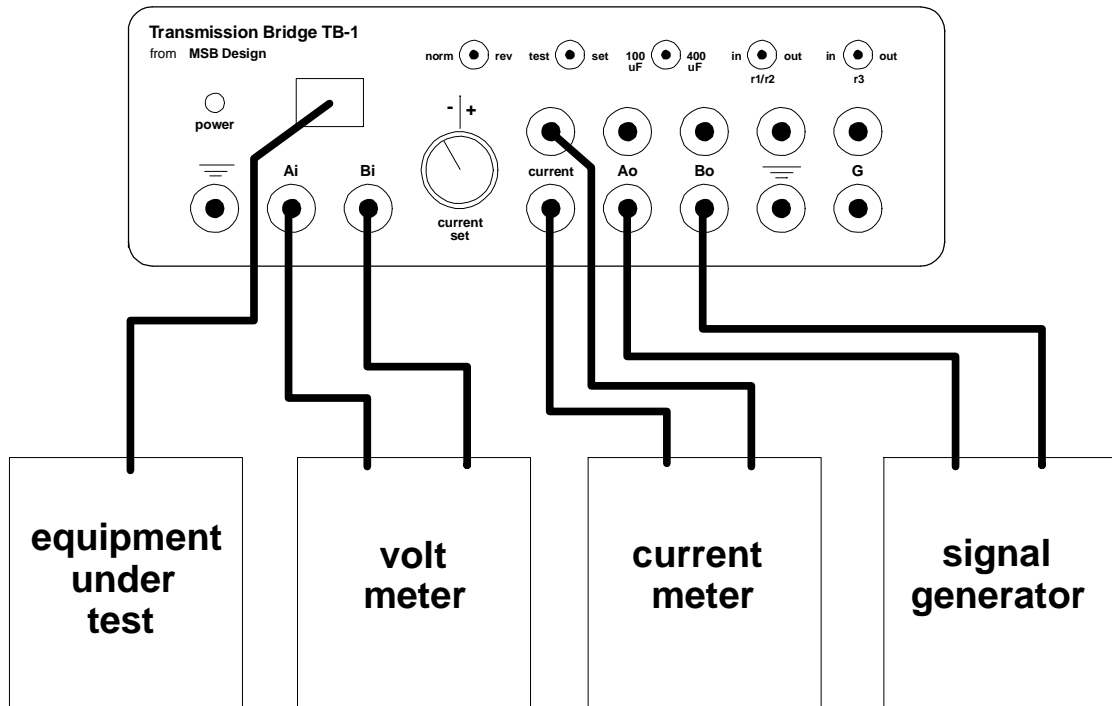 Transmission Bridge TB-1
from MSB Design
norm rev test set 100 uF 400 uF in out in out
r1/r2 r3
power
- +
Ai Bi current Ao Bo G
current
set
equipment
under
test
volt
meter
current
meter
signal
generator